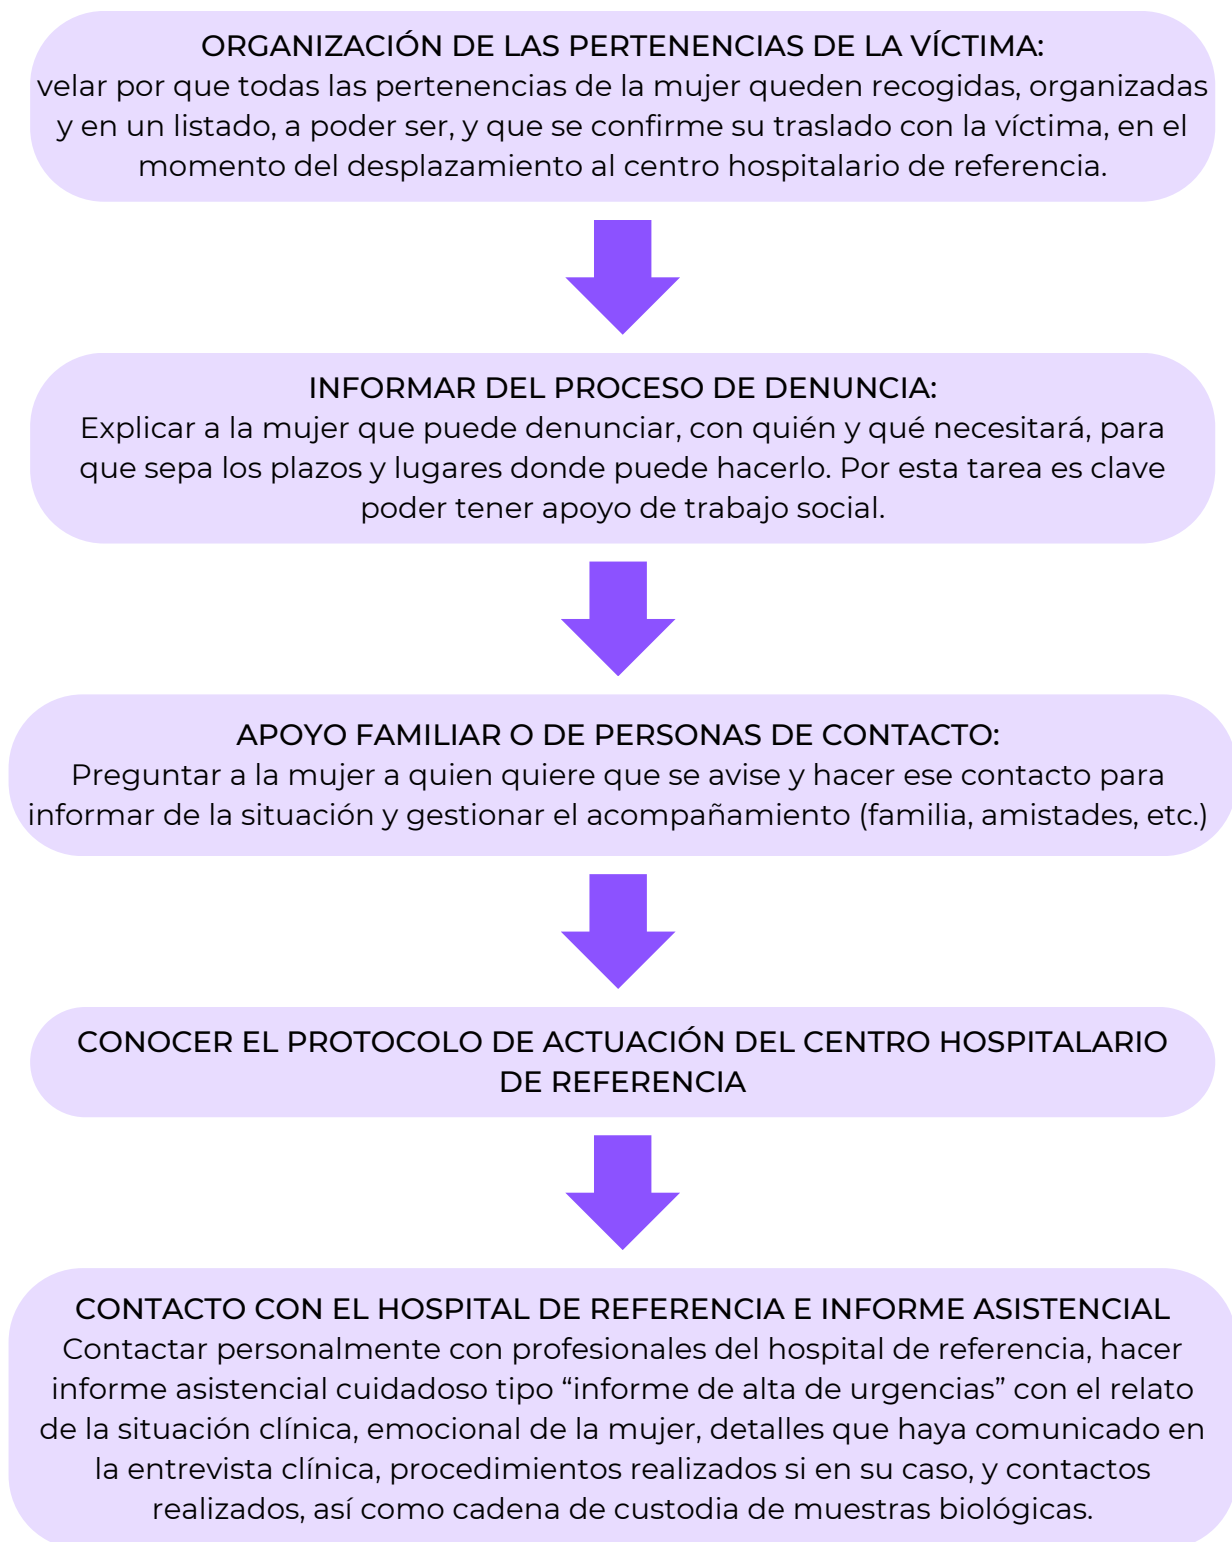 ORGANIZACIÓN DE LAS PERTENENCIAS DE LA VÍCTIMA:
velar por que todas las pertenencias de la mujer queden recogidas, organizadas
y en un listado, a poder ser, y que se confirme su traslado con la víctima, en el
momento del desplazamiento al centro hospitalario de referencia.
INFORMAR DEL PROCESO DE DENUNCIA:
Explicar a la mujer que puede denunciar, con quién y qué necesitará, para
que sepa los plazos y lugares donde puede hacerlo. Por esta tarea es clave
poder tener apoyo de trabajo social.
APOYO FAMILIAR O DE PERSONAS DE CONTACTO:
Preguntar a la mujer a quien quiere que se avise y hacer ese contacto para
informar de la situación y gestionar el acompañamiento (familia, amistades, etc.)
CONOCER EL PROTOCOLO DE ACTUACIÓN DEL CENTRO HOSPITALARIO
DE REFERENCIA
CONTACTO CON EL HOSPITAL DE REFERENCIA E INFORME ASISTENCIAL
Contactar personalmente con profesionales del hospital de referencia, hacer
informe asistencial cuidadoso tipo “informe de alta de urgencias” con el relato
de la situación clínica, emocional de la mujer, detalles que haya comunicado en
la entrevista clínica, procedimientos realizados si en su caso, y contactos
realizados, así como cadena de custodia de muestras biológicas.